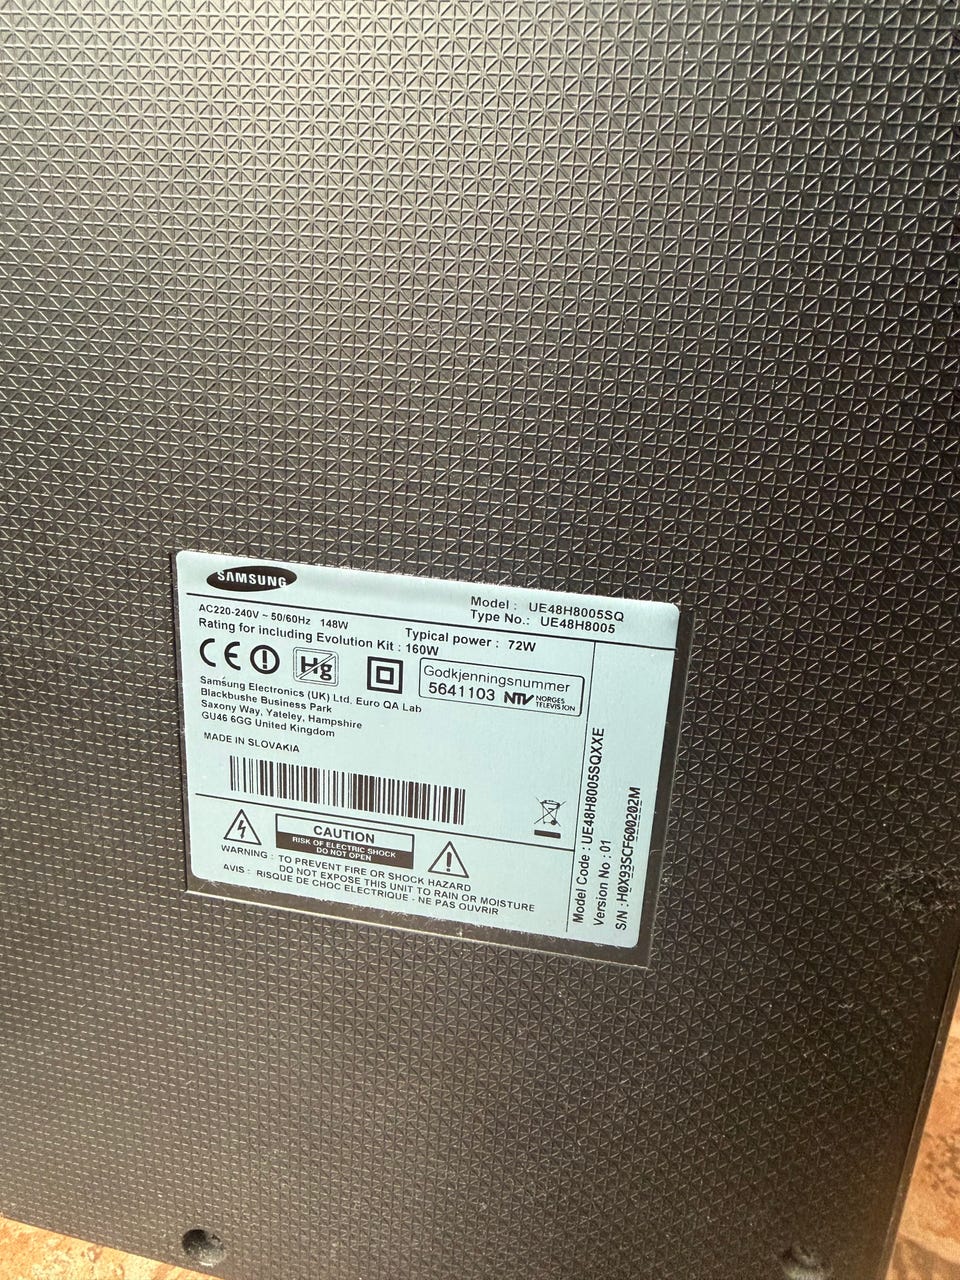 SAMSUNG
Model : UE48H8005SQ
Type No.: UE48H8005
AC220-240V ~ 50/60Hz 148W
Typical power : 72W
Rating for including Evolution Kit : 160W
CE
Hg
Godkjenningsnummer
5641103 NTV NORGES TELEVISION
Samsung Electronics (UK) Ltd, Euro QA Lab
Blackbushe Business Park
Saxony Way, Yateley, Hampshire
GU46 6GG United Kingdom
MADE IN SLOVAKIA
CAUTION
RISK OF ELECTRIC SHOCK
DO NOT OPEN
WARNING : TO PREVENT FIRE OR SHOCK HAZARD
DO NOT EXPOSE THIS UNIT TO RAIN OR MOISTURE
AVIS : RISQUE DE CHOC ELECTRIQUE - NE PAS OUVRIR
Model Code : UE48H8005SQXXE
Version No : 01
S/N : H0X93SCF600202M